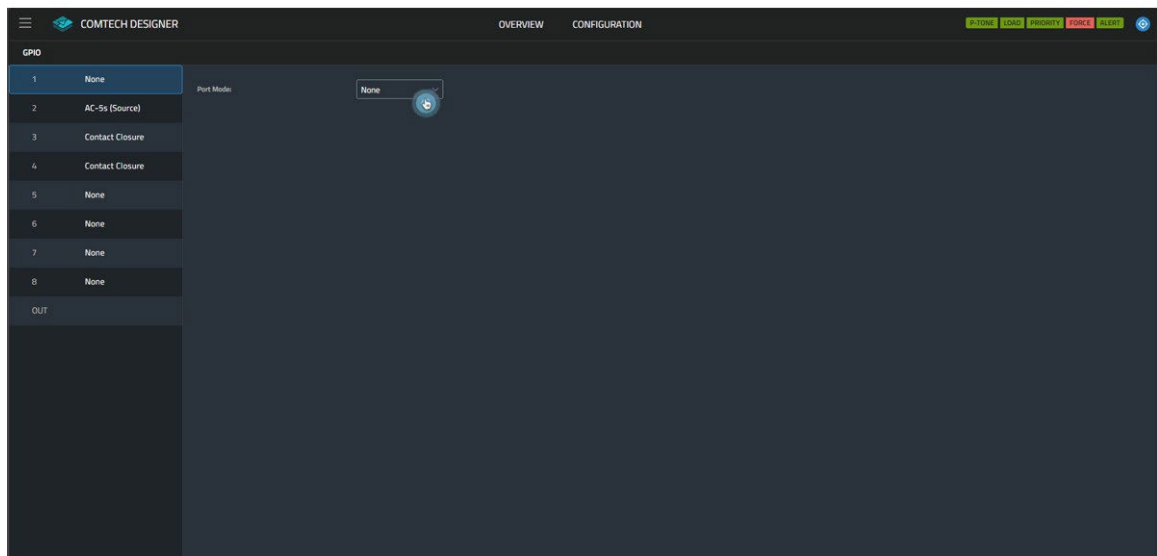 COMTECH DESIGNER OVERVIEW CONFIGURATION P-TONE LOAD PRIORITY FORCE ALERT
GPIO
1 None
Port Mode: None
2 AC-5s (Source)
3 Contact Closure
4 Contact Closure
5 None
6 None
7 None
8 None
OUT